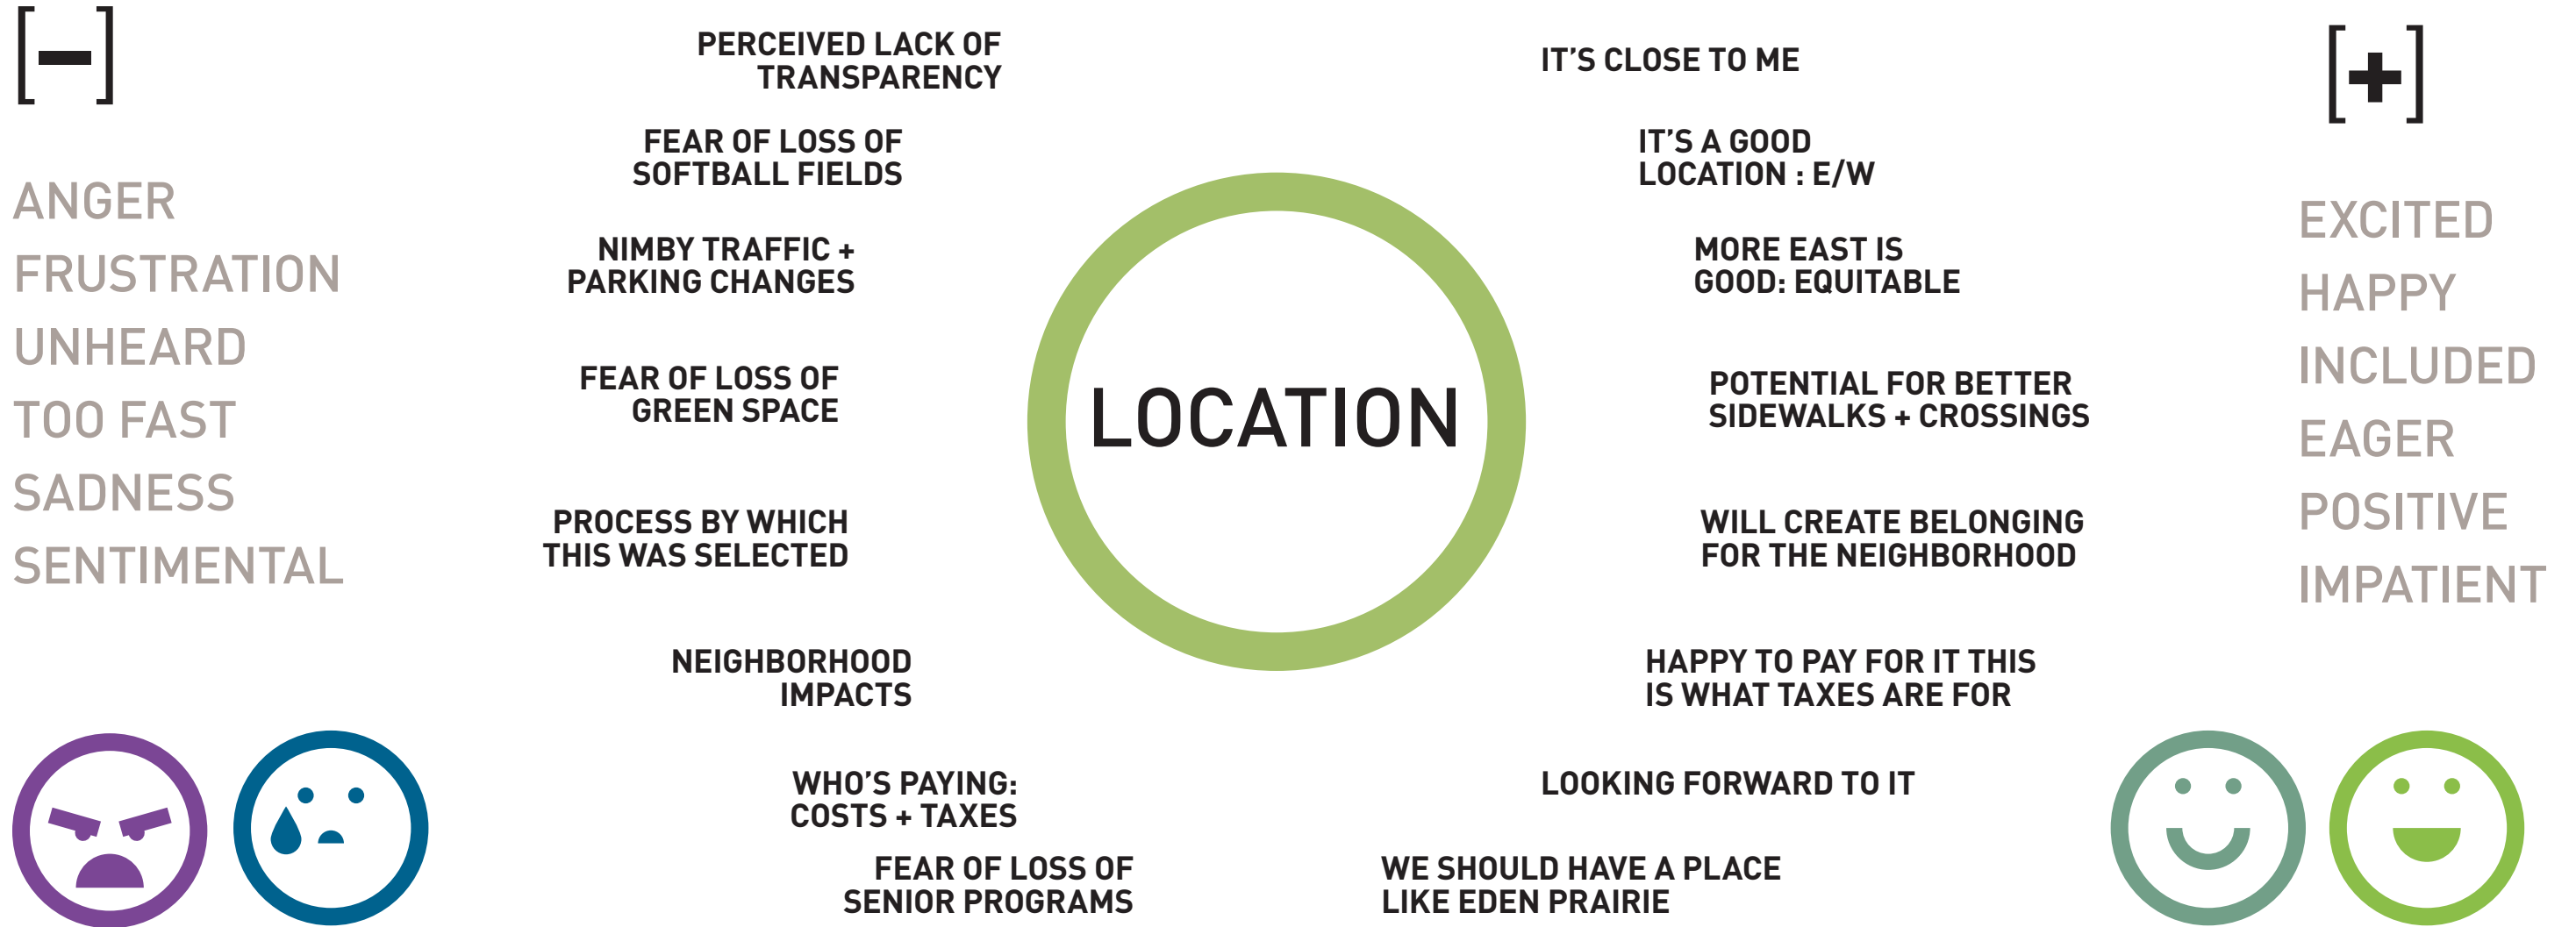 [-]
ANGER
FRUSTRATION
UNHEARD
TOO FAST
SADNESS
SENTIMENTAL
PERCEIVED LACK OF
TRANSPARENCY
FEAR OF LOSS OF
SOFTBALL FIELDS
NIMBY TRAFFIC +
PARKING CHANGES
FEAR OF LOSS OF
GREEN SPACE
PROCESS BY WHICH
THIS WAS SELECTED
NEIGHBORHOOD
IMPACTS
WHO'S PAYING:
COSTS + TAXES
FEAR OF LOSS OF
SENIOR PROGRAMS
LOCATION
IT'S CLOSE TO ME
IT'S A GOOD
LOCATION : E/W
MORE EAST IS
GOOD: EQUITABLE
POTENTIAL FOR BETTER
SIDEWALKS + CROSSINGS
WILL CREATE BELONGING
FOR THE NEIGHBORHOOD
HAPPY TO PAY FOR IT THIS
IS WHAT TAXES ARE FOR
LOOKING FORWARD TO IT
WE SHOULD HAVE A PLACE
LIKE EDEN PRAIRIE
[+]
EXCITED
HAPPY
INCLUDED
EAGER
POSITIVE
IMPATIENT